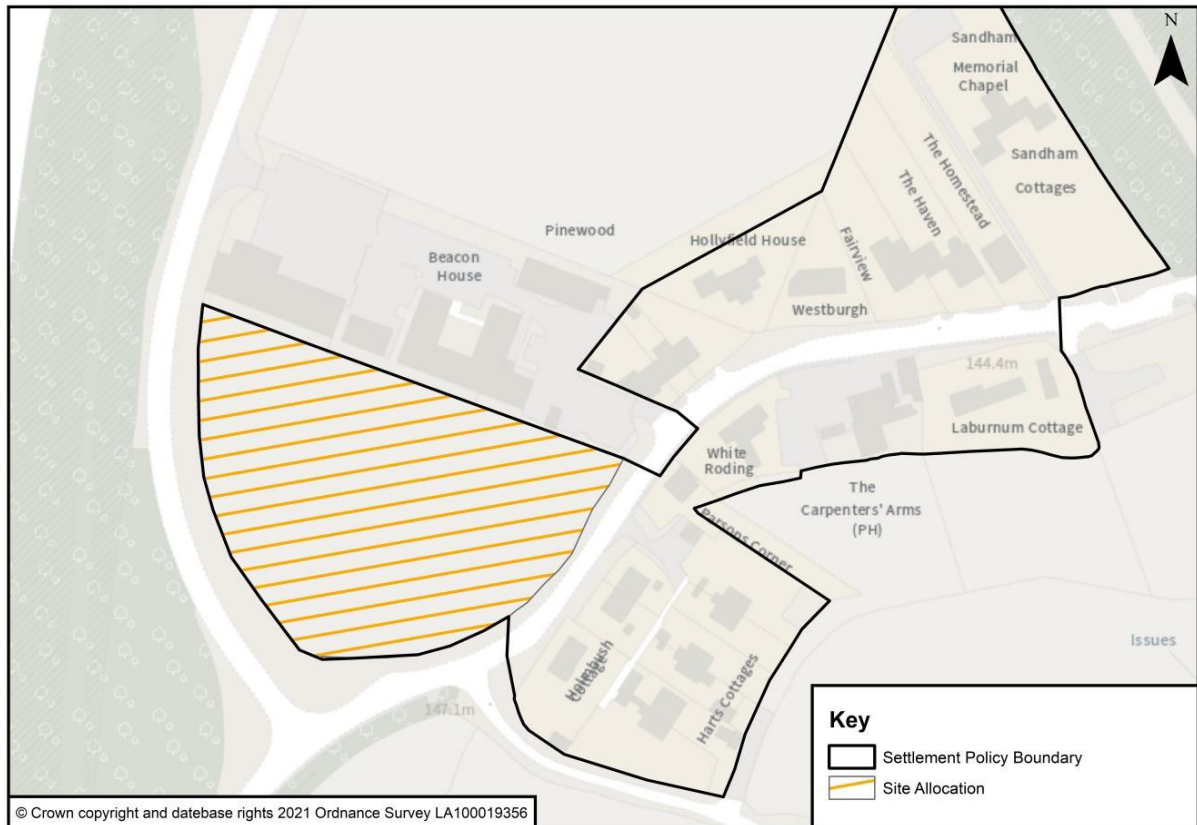 N
Sandham
Memorial
Chapel
Sandham
Cottages
The Homestead
The Haven
Fairview
Pinewood
Hollyfield House
Beacon
House
Westburgh
144.4m
Laburnum Cottage
White
Roding
The
Carpenters' Arms
(PH)
Parsons Corner
Issues
Holmbush
Cottage
Harts Cottages
147.1m
Key
Settlement Policy Boundary
Site Allocation
© Crown copyright and datebase rights 2021 Ordnance Survey LA100019356